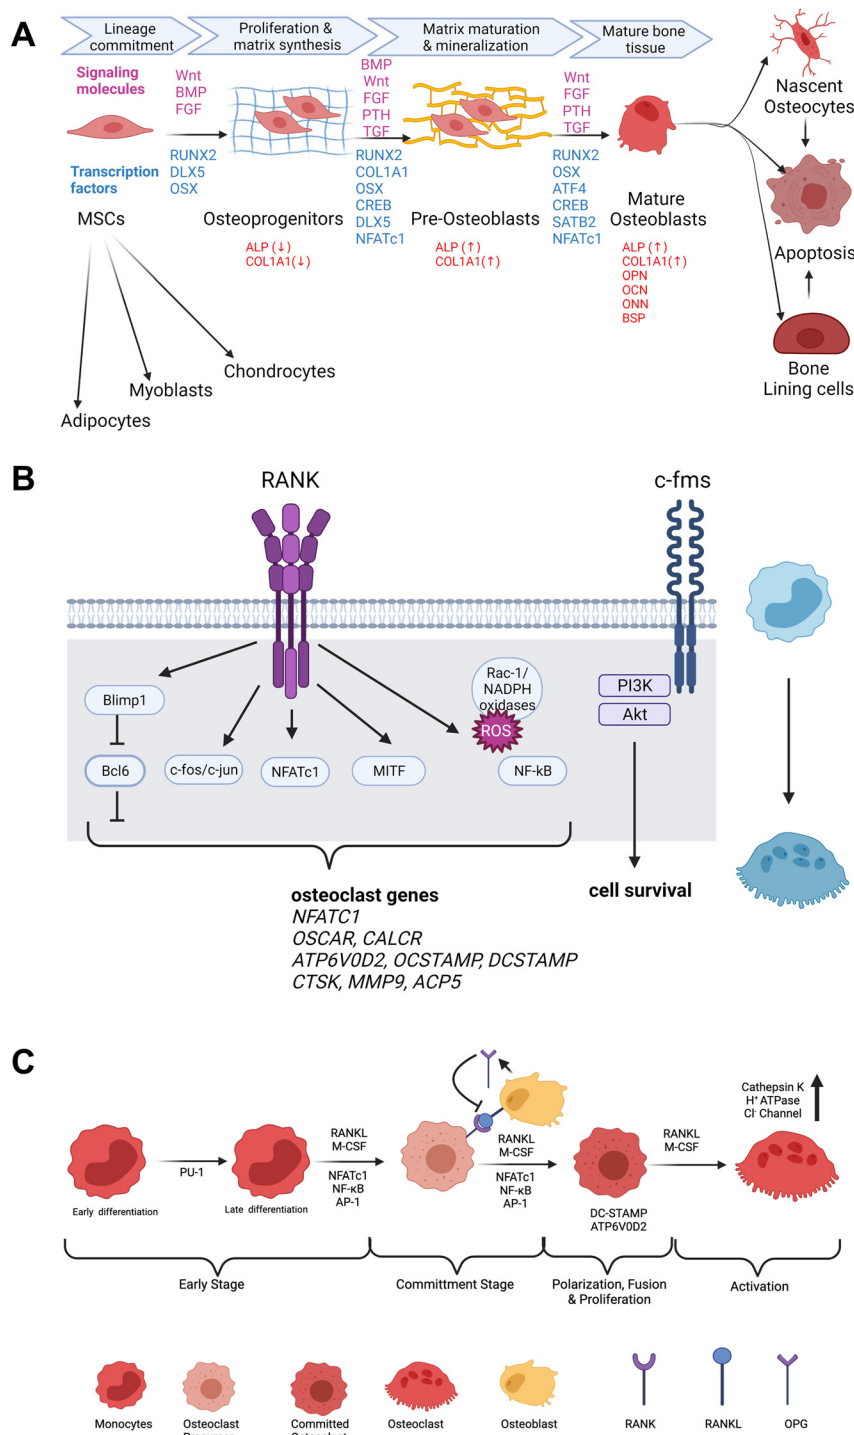 A
Lineage
commitment
Proliferation &
matrix synthesis
Matrix maturation
& mineralization
Mature bone
tissue
Signaling
molecules
Wnt
BMP
FGF
BMP
Wnt
FGF
PTH
TGF
Wnt
FGF
PTH
TGF
Nascent
Osteocytes
Transcription
factors
RUNX2
DLX5
OSX
RUNX2
COL1A1
OSX
CREB
DLX5
NFATc1
RUNX2
OSX
ATF4
CREB
SATB2
NFATc1
MSCs
Osteoprogenitors
Pre-Osteoblasts
Mature
Osteoblasts
ALP (↓)
COL1A1(↓)
ALP (↑)
COL1A1(↑)
ALP (↑)
COL1A1(↑)
OPN
OCN
ONN
BSP
Apoptosis
Bone
Lining cells
Chondrocytes
Myoblasts
Adipocytes
B
RANK
c-fms
Blimp1
Rac-1/
NADPH
oxidases
ROS
PI3K
Akt
Bcl6
c-fos/c-jun
NFATc1
MITF
NF-kB
osteoclast genes
NFATC1
OSCAR, CALCR
ATP6V0D2, OCSTAMP, DCSTAMP
CTSK, MMP9, ACP5
cell survival
C
Cathepsin K
H⁺ ATPase
Cl⁻ Channel
PU-1
RANKL
M-CSF
NFATc1
NF-κB
AP-1
RANKL
M-CSF
NFATc1
NF-κB
AP-1
RANKL
M-CSF
Early differentiation
Late differentiation
DC-STAMP
ATP6V0D2
Early Stage
Committment Stage
Polarization, Fusion
& Proliferation
Activation
Monocytes
Osteoclast
Committed
Osteoclast
Osteoblast
RANK
RANKL
OPG